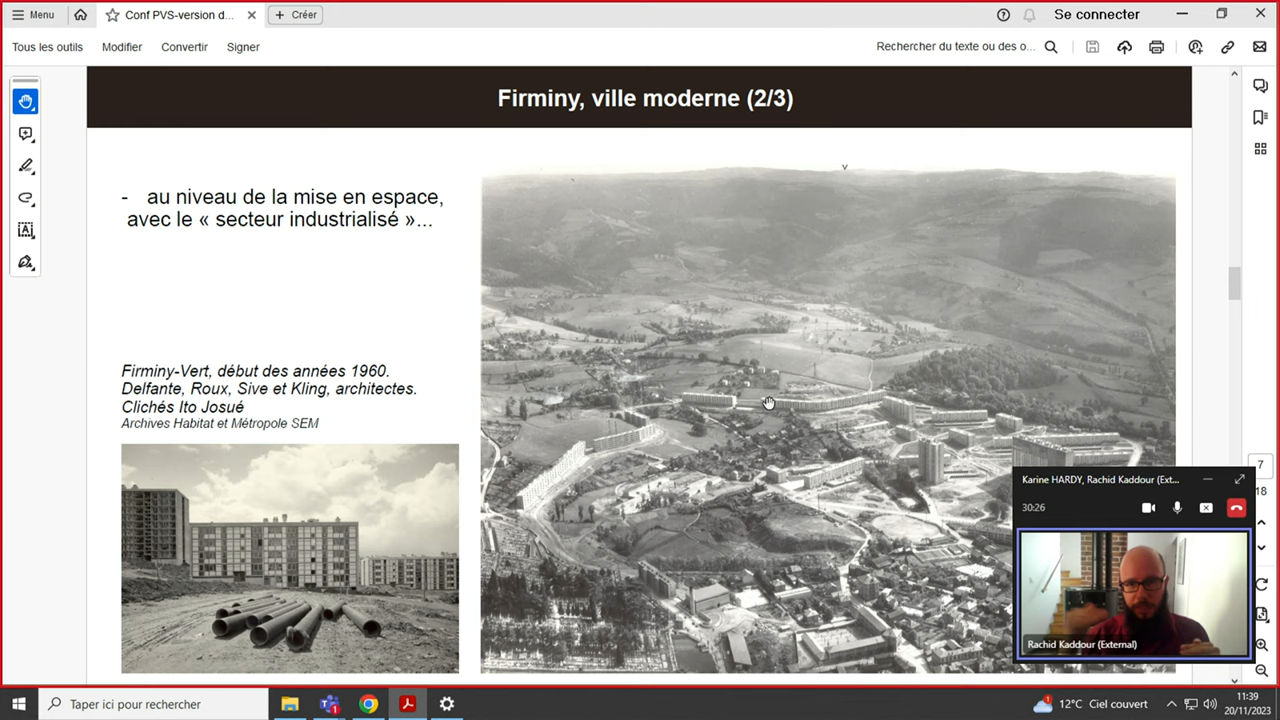 Menu
Conf PVS-version d...
Créer
Se connecter
Tous les outils
Modifier
Convertir
Signer
Rechercher du texte ou des o...
Firminy, ville moderne (2/3)
- au niveau de la mise en espace,
avec le « secteur industrialisé »...
Firminy-Vert, début des années 1960.
Delfante, Roux, Sive et Kling, architectes.
Clichés Ito Josué
Archives Habitat et Métropole SEM
7
18
Karine HARDY, Rachid Kaddour (Ext...
30:26
Rachid Kaddour (External)
Taper ici pour rechercher
12°C Ciel couvert
11:39
20/11/2023